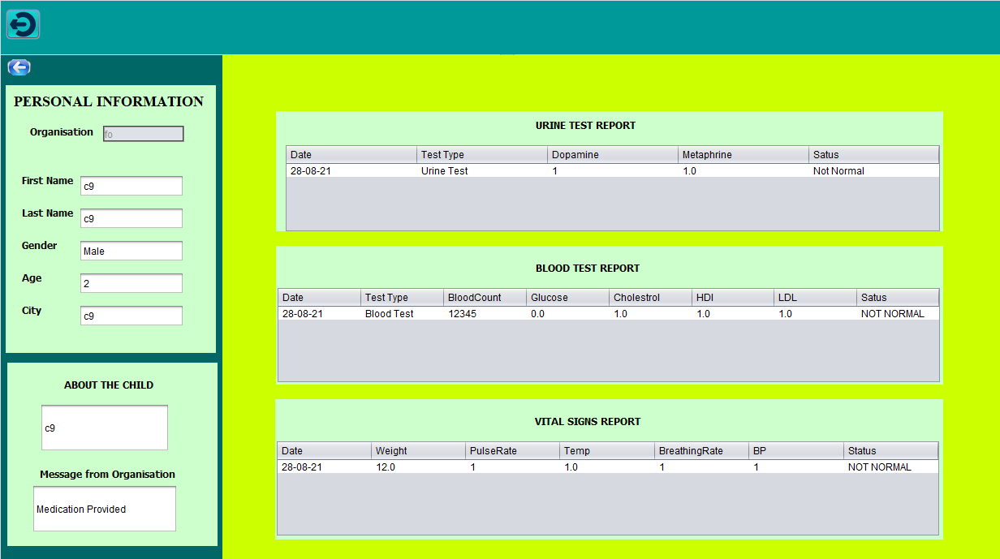 PERSONAL INFORMATION
Organisation fo
First Name c9
Last Name c9
Gender Male
Age 2
City c9
ABOUT THE CHILD
c9
Message from Organisation
Medication Provided
URINE TEST REPORT
Date Test Type Dopamine Metaphrine Satus
28-08-21 Urine Test 1 1.0 Not Normal
BLOOD TEST REPORT
Date Test Type BloodCount Glucose Cholestrol HDI LDL Satus
28-08-21 Blood Test 12345 0.0 1.0 1.0 1.0 NOT NORMAL
VITAL SIGNS REPORT
Date Weight PulseRate Temp BreathingRate BP Status
28-08-21 12.0 1 1.0 1 1 NOT NORMAL